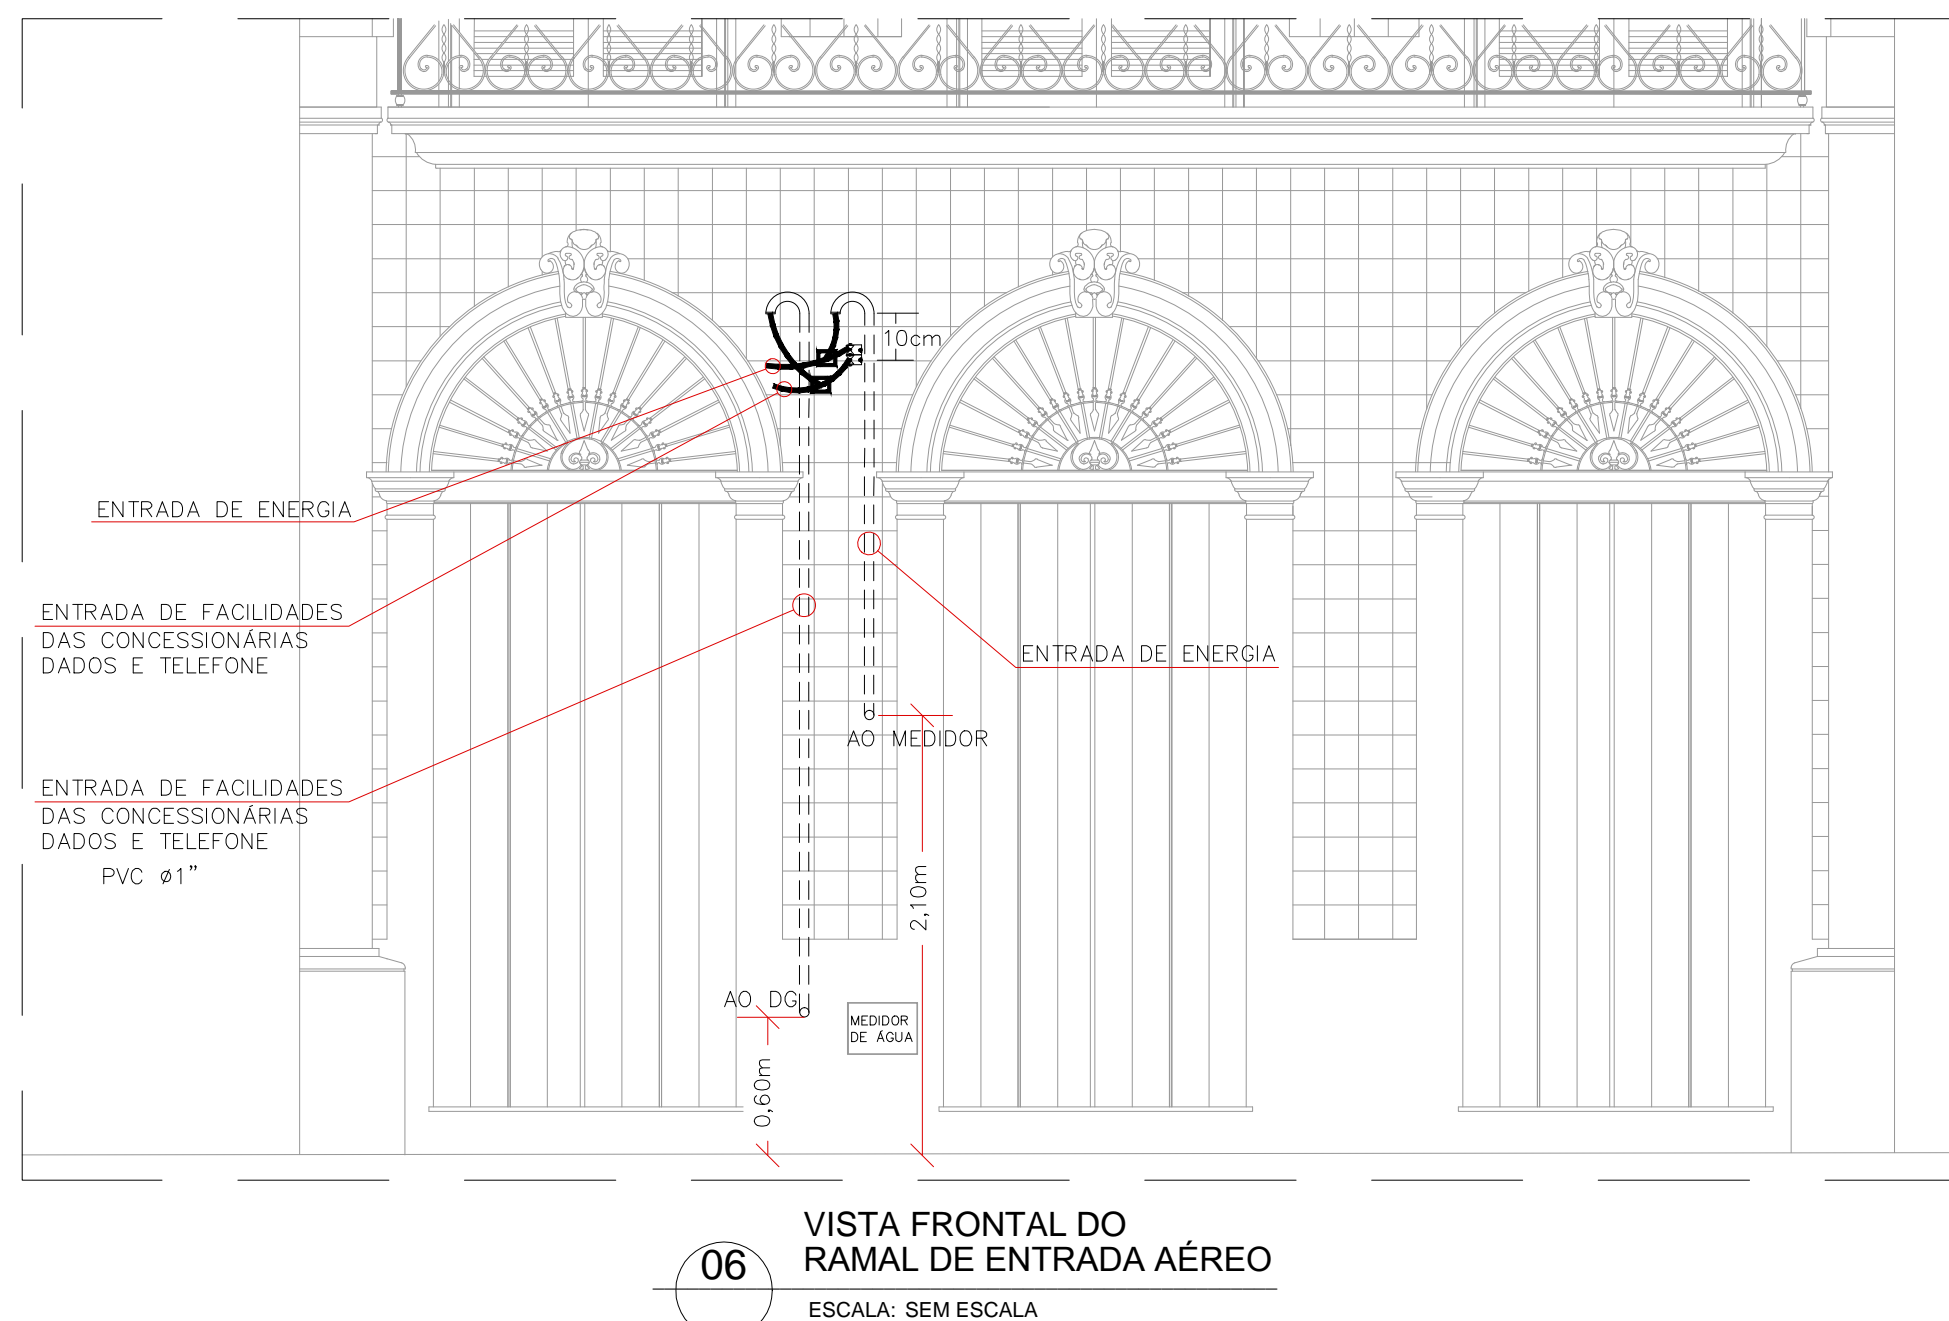 10cm
ENTRADA DE ENERGIA
ENTRADA DE FACILIDADES
DAS CONCESSIONÁRIAS
DADOS E TELEFONE
ENTRADA DE ENERGIA
AO MEDIDOR
ENTRADA DE FACILIDADES
DAS CONCESSIONÁRIAS
DADOS E TELEFONE
PVC ø1”
2,10m
AO DG
MEDIDOR
DE ÁGUA
0,60m
VISTA FRONTAL DO
RAMAL DE ENTRADA AÉREO
06
ESCALA: SEM ESCALA